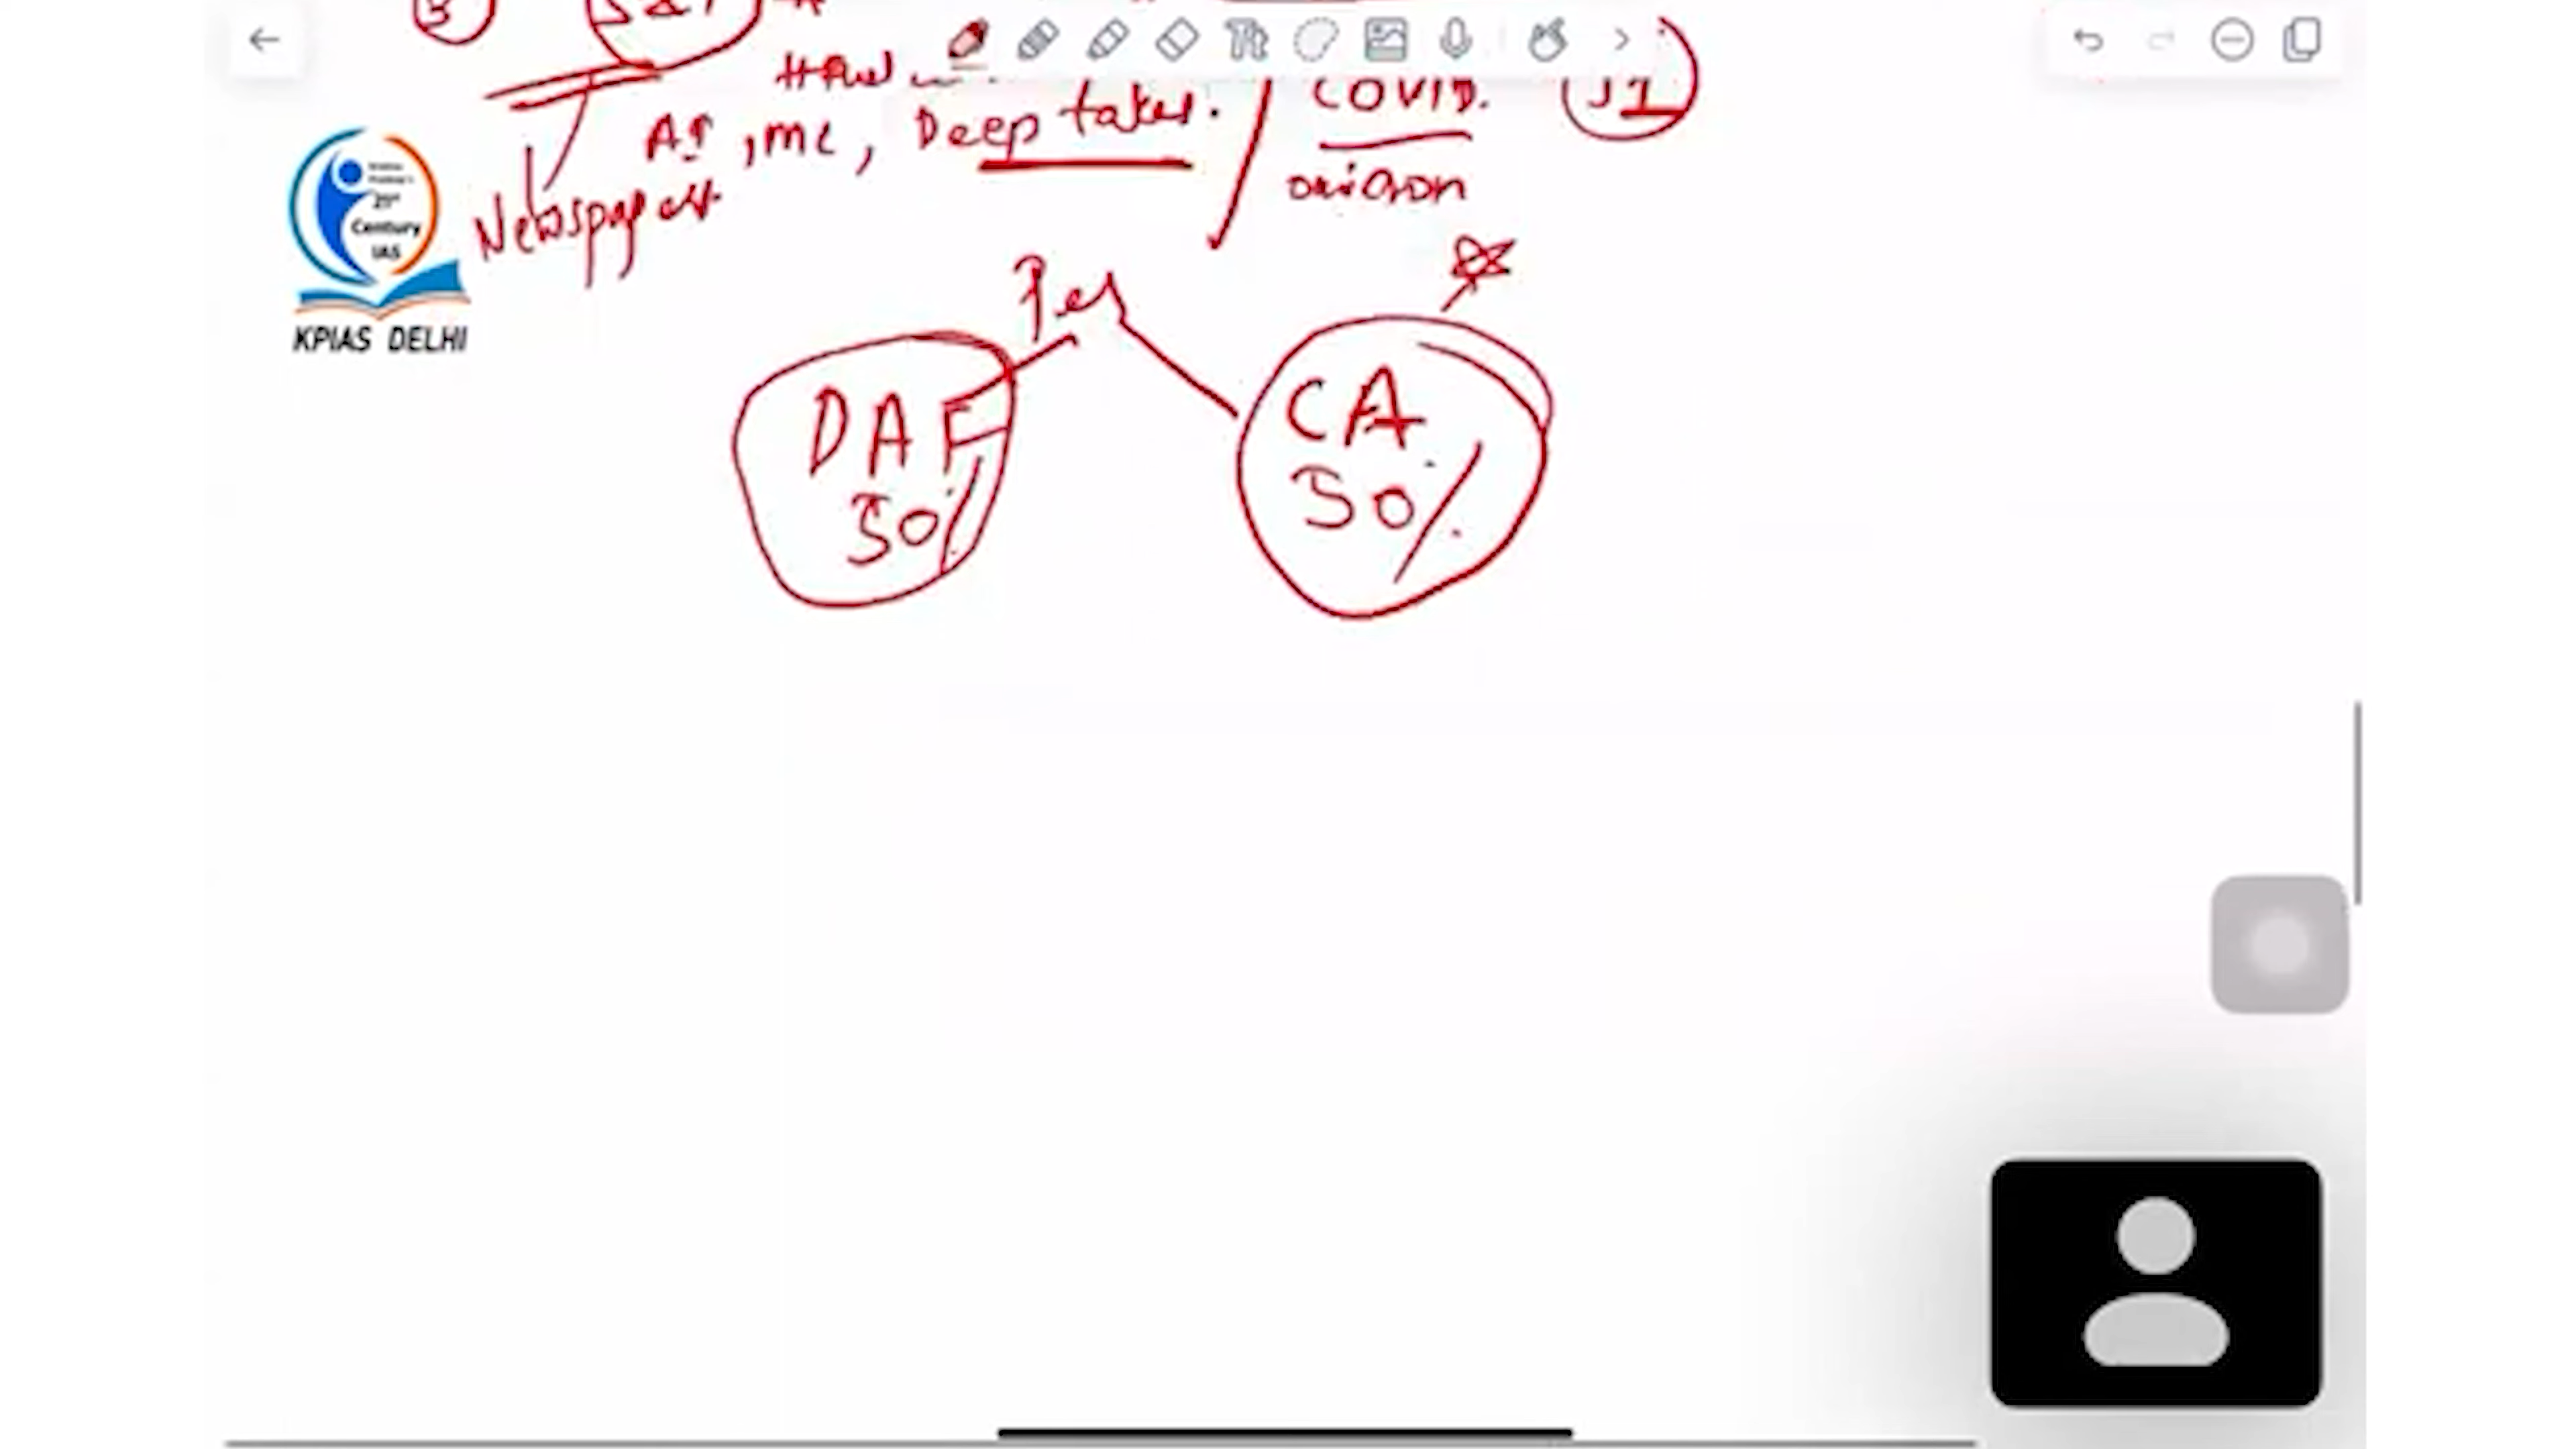 S&T
AI, ML, Deep fakes.
COVID.
J1
Newspaper
omicron
21st
Century
IAS
KPIAS DELHI
Per
DAF
50%
CA
50%